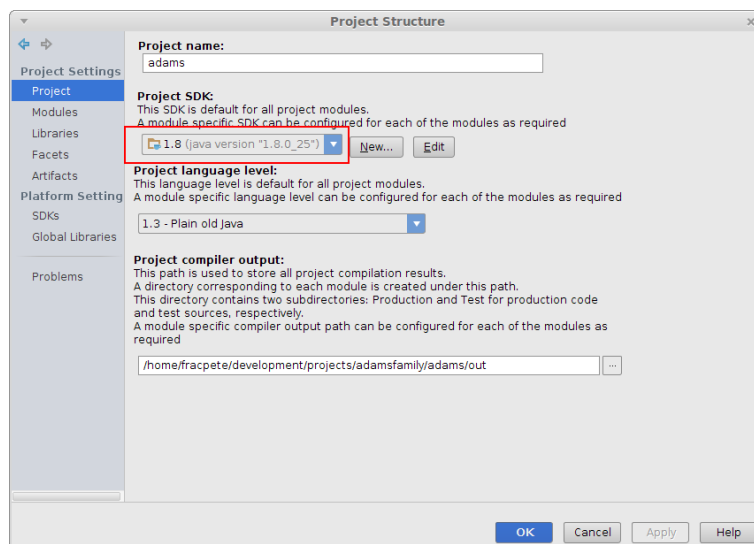 Project Structure
Project Settings
Project
Modules
Libraries
Facets
Artifacts
Platform Setting
SDKs
Global Libraries
Problems
Project name:
adams
Project SDK:
This SDK is default for all project modules.
A module specific SDK can be configured for each of the modules as required
1.8 (java version "1.8.0_25")
New...
Edit
Project language level:
This language level is default for all project modules.
A module specific language level can be configured for each of the modules as required
1.3 - Plain old Java
Project compiler output:
This path is used to store all project compilation results.
A directory corresponding to each module is created under this path.
This directory contains two subdirectories: Production and Test for production code
and test sources, respectively.
A module specific compiler output path can be configured for each of the modules as
required
/home/fracpete/development/projects/adamsfamily/adams/out
...
OK
Cancel
Apply
Help